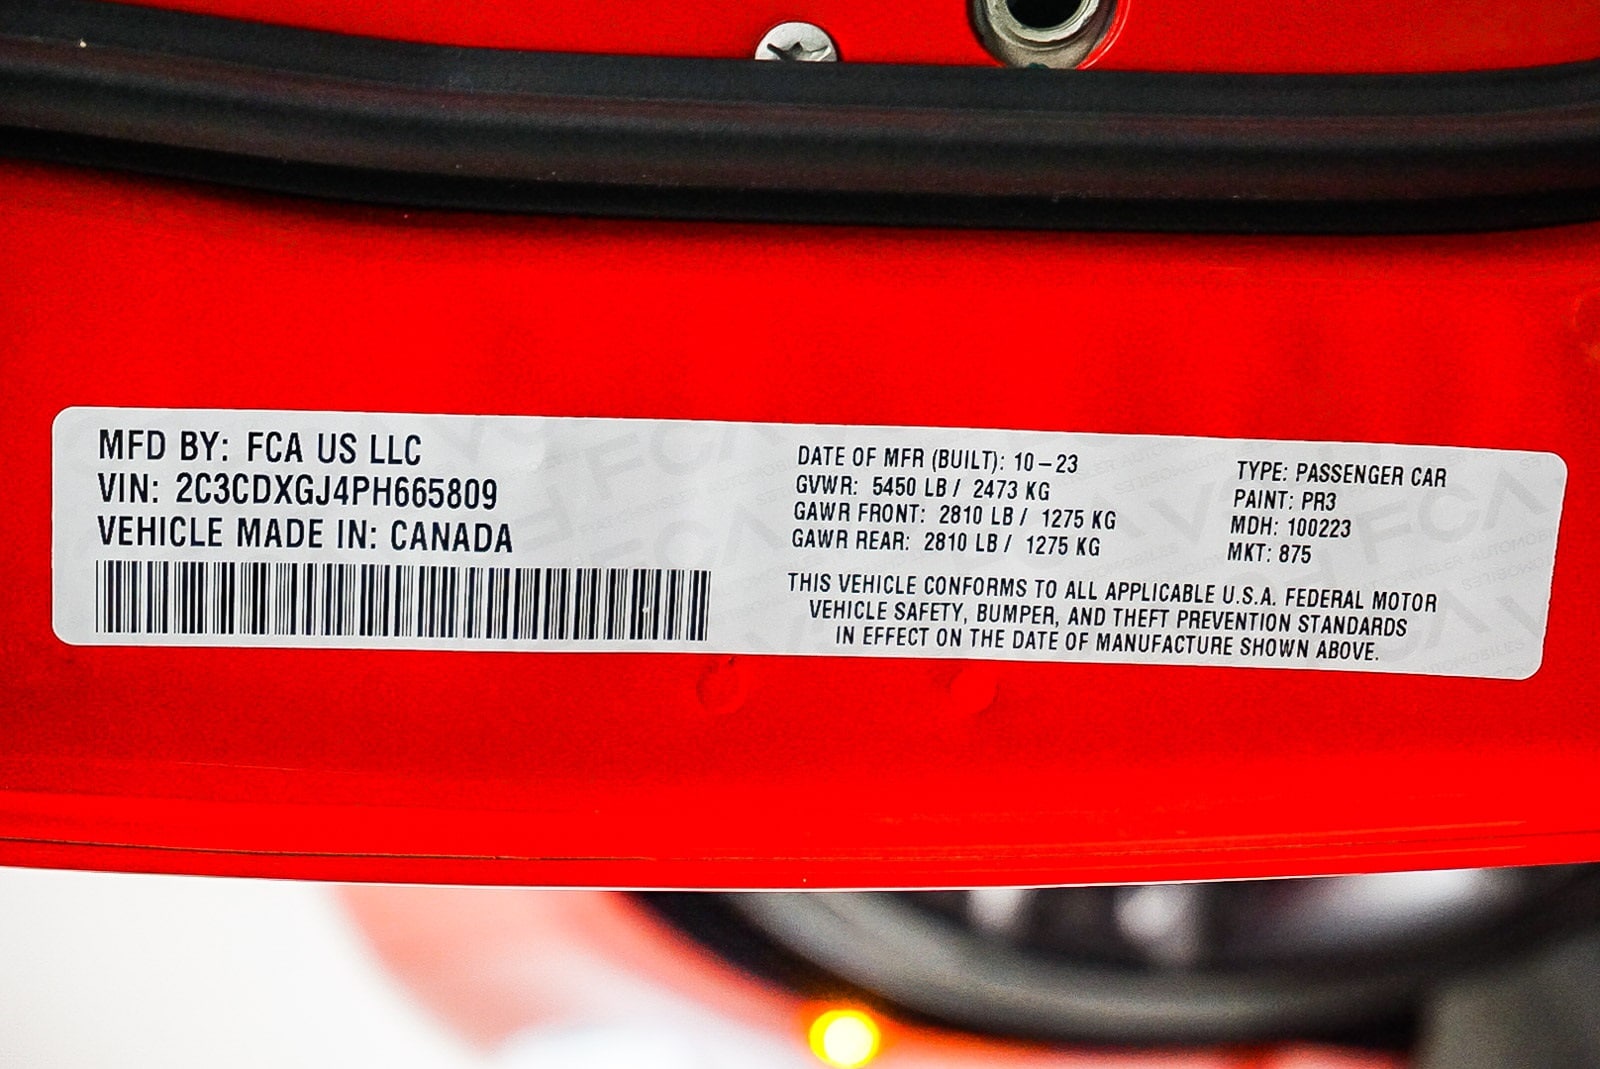 MFD BY: FCA US LLC
VIN: 2C3CDXGJ4PH665809
VEHICLE MADE IN: CANADA
DATE OF MFR (BUILT): 10-23
GVWR: 5450 LB / 2473 KG
GAWR FRONT: 2810 LB / 1275 KG
GAWR REAR: 2810 LB / 1275 KG
TYPE: PASSENGER CAR
PAINT: PR3
MDH: 100223
MKT: 875
THIS VEHICLE CONFORMS TO ALL APPLICABLE U.S.A. FEDERAL MOTOR
VEHICLE SAFETY, BUMPER, AND THEFT PREVENTION STANDARDS
IN EFFECT ON THE DATE OF MANUFACTURE SHOWN ABOVE.